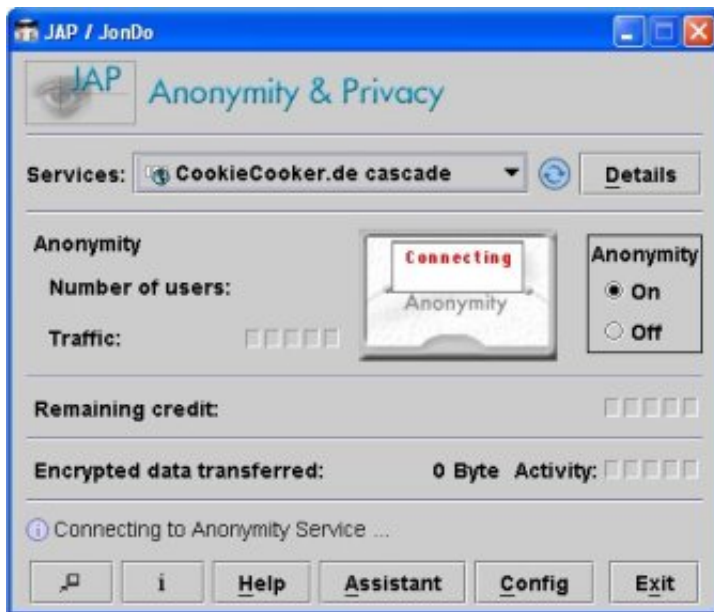 JAP / JonDo
JAP Anonymity & Privacy
Services: CookieCooker.de cascade Details
Anonymity
Number of users:
Traffic:
Connecting
Anonymity
Anonymity
On
Off
Remaining credit:
Encrypted data transferred: 0 Byte Activity:
i Connecting to Anonymity Service ...
i Help Assistant Config Exit